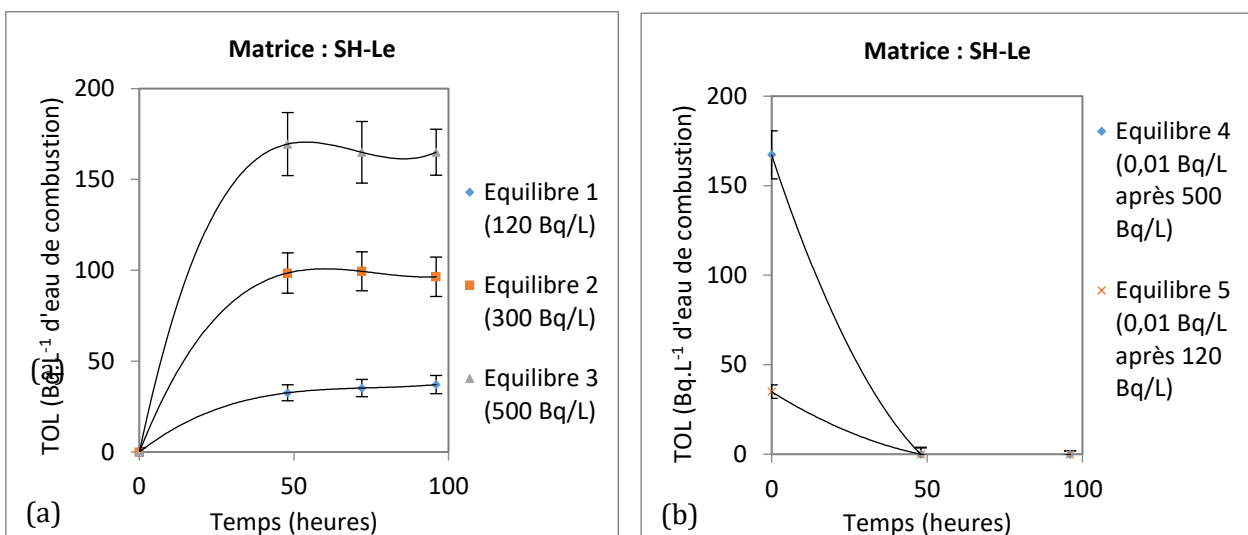 Matrice : SH-Le
TOL (Bq.L-1 d'eau de combustion)
200
150
100
50
0
0
50
100
Temps (heures)
Equilibre 1
(120 Bq/L)
Equilibre 2
(300 Bq/L)
Equilibre 3
(500 Bq/L)
(a)
(a)
Matrice : SH-Le
TOL (Bq.L-1 d'eau de combustion)
200
150
100
50
0
0
50
100
Temps (heures)
Equilibre 4
(0,01 Bq/L
après 500
Bq/L)
Equilibre 5
(0,01 Bq/L
après 120
Bq/L)
(b)